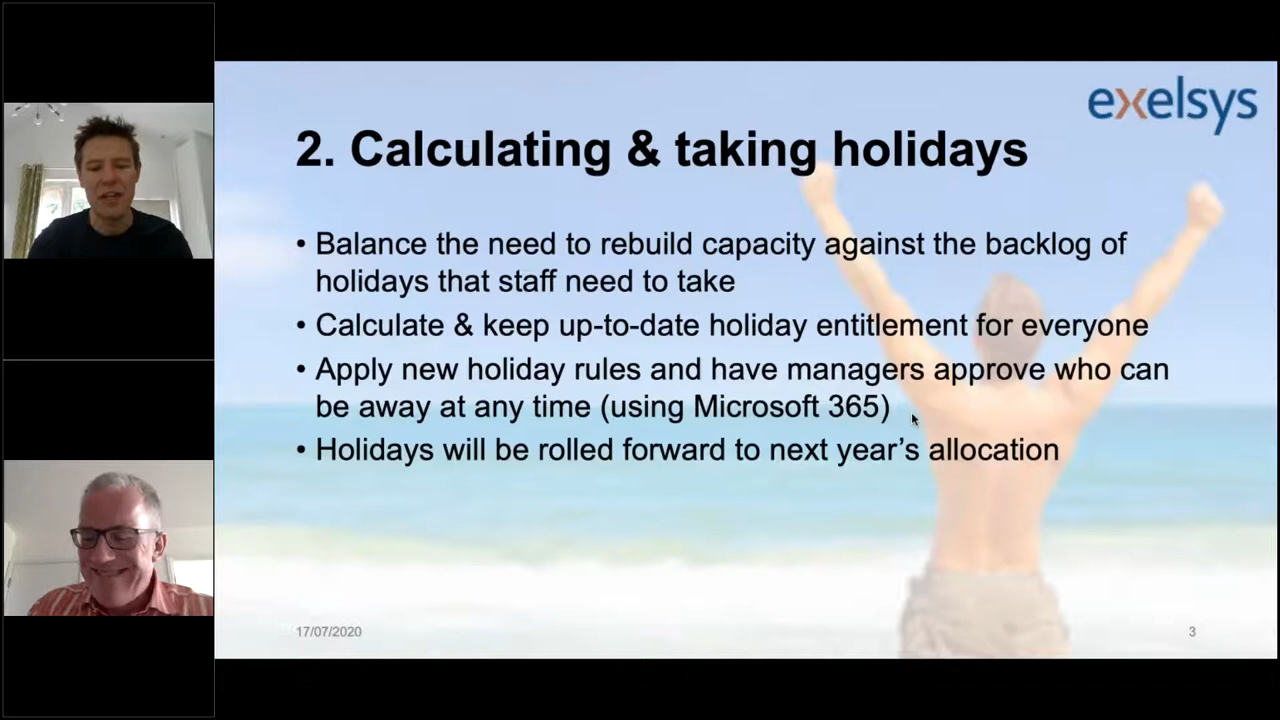 exelsys
2. Calculating & taking holidays
• Balance the need to rebuild capacity against the backlog of
holidays that staff need to take
• Calculate & keep up-to-date holiday entitlement for everyone
• Apply new holiday rules and have managers approve who can
be away at any time (using Microsoft 365)
• Holidays will be rolled forward to next year’s allocation
17/07/2020
3